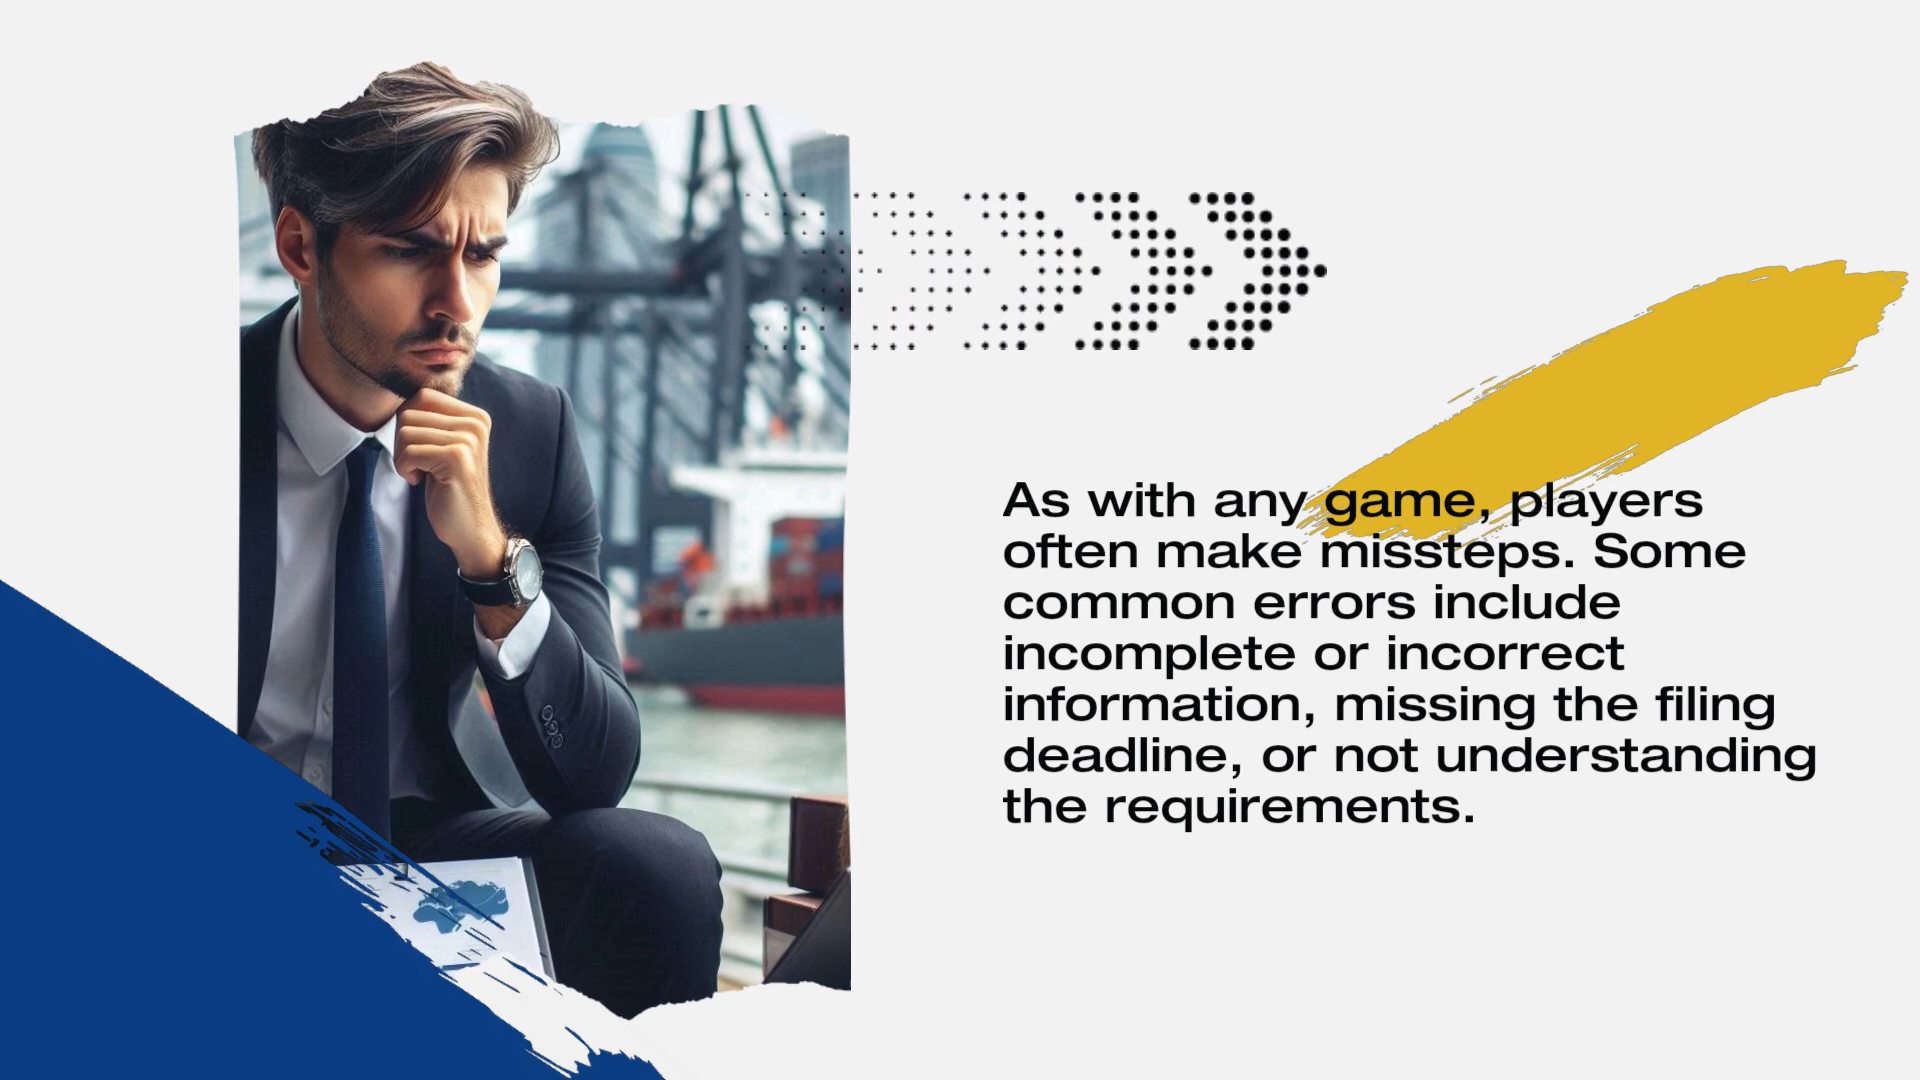 As with any game, players
often make missteps. Some
common errors include
incomplete or incorrect
information, missing the filing
deadline, or not understanding
the requirements.